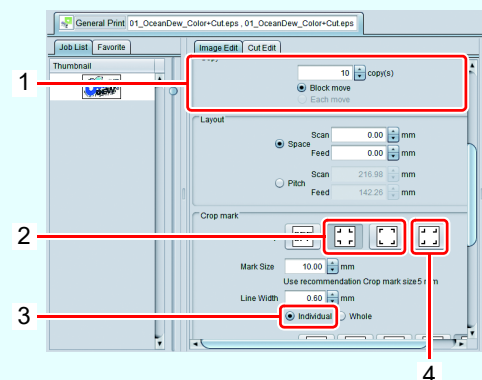 General Print 01_OceanDew_Color+Cut.eps , 01_OceanDew_Color+Cut.eps
Job List Favorite
Image Edit Cut Edit
Thumbnail
1
10 copy(s)
Block move
Each move
Layout
Space
Scan 0.00 mm
Feed 0.00 mm
Pitch
Scan 216.98 mm
Feed 142.26 mm
Crop mark
2
Mark Size 10.00 mm
Use recommendation Crop mark size5 mm
Line Width 0.60 mm
3
Individual Whole
4